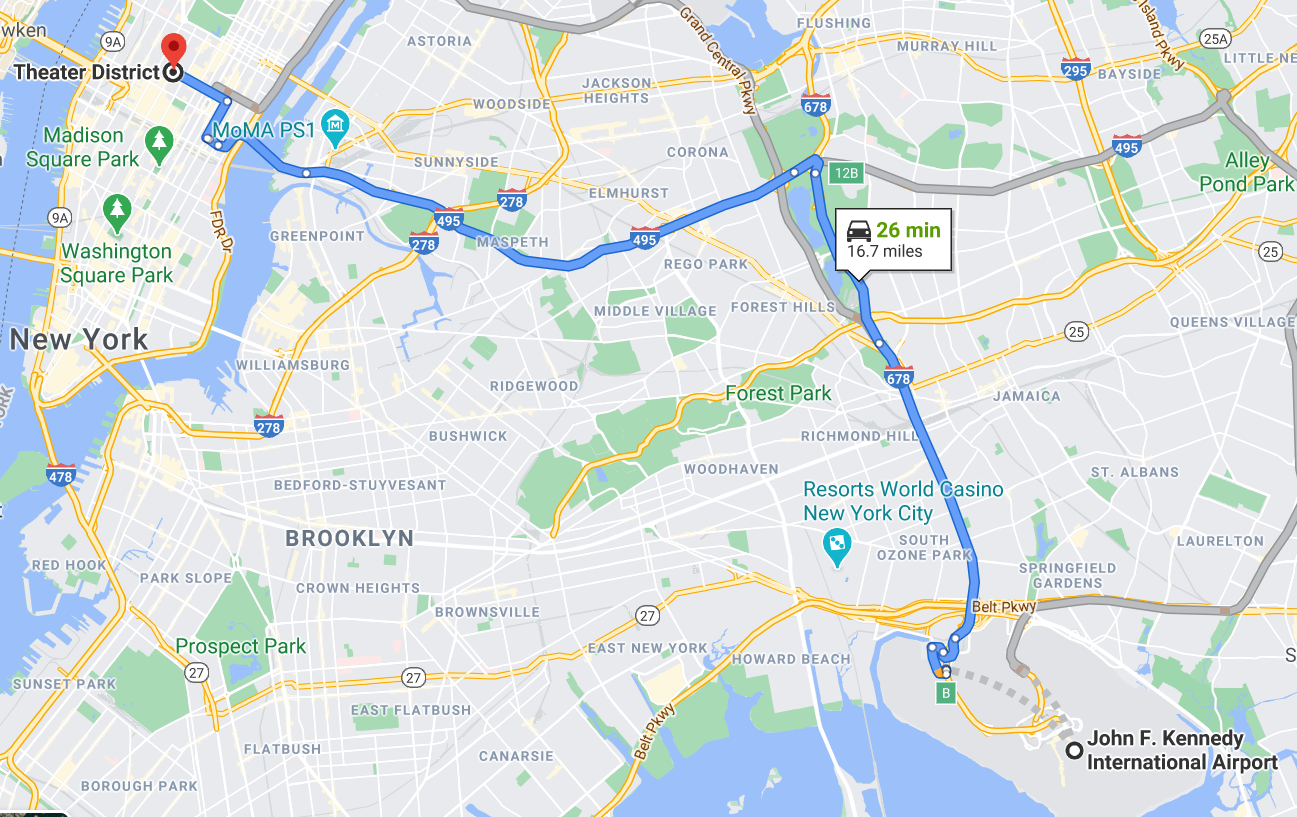 FLUSHING
Grand Central Pkwy
Island Pkwy
9A
ASTORIA
MURRAY HILL
25A
LITTLE NE
Theater District
295
BAYSIDE
JACKSON
HEIGHTS
WOODSIDE
678
MoMA PS1
Madison
Square Park
495
CORONA
SUNNYSIDE
Alley
Pond Park
12B
ELMHURST
278
9A
495
FDR Dr
GREENPOINT
278
MASPETH
495
26 min
16.7 miles
Washington
Square Park
25
REGO PARK
MIDDLE VILLAGE
FOREST HILLS
QUEENS VILLAGE
25
New York
WILLIAMSBURG
678
RIDGEWOOD
Forest Park
JAMAICA
278
BUSHWICK
RICHMOND HILL
478
WOODHAVEN
ST. ALBANS
BEDFORD-STUYVESANT
Resorts World Casino
New York City
BROOKLYN
SOUTH
OZONE PARK
LAURELTON
RED HOOK
PARK SLOPE
SPRINGFIELD
GARDENS
CROWN HEIGHTS
BROWNSVILLE
Belt Pkwy
27
Prospect Park
EAST NEW YORK
HOWARD BEACH
27
27
SUNSET PARK
B
EAST FLATBUSH
Belt Pkwy
FLATBUSH
CANARSIE
John F. Kennedy
International Airport
BOROUGH PARK